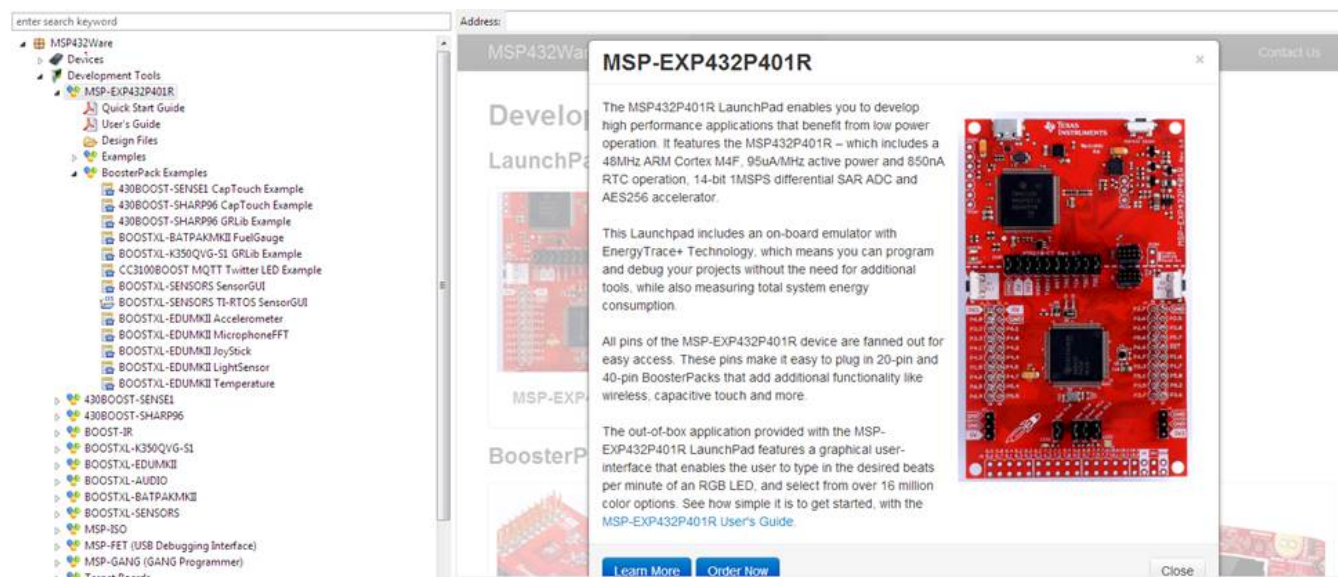 enter search keyword
Address:
MSP432Ware
Devices
Development Tools
MSP-EXP432P401R
Quick Start Guide
User's Guide
Design Files
Examples
BoosterPack Examples
430BOOST-SENSE1 CapTouch Example
430BOOST-SHARP96 CapTouch Example
430BOOST-SHARP96 GRLib Example
BOOSTXL-BATPAKMKII FuelGauge
BOOSTXL-K350QVG-S1 GRLib Example
CC3100BOOST MQTT Twitter LED Example
BOOSTXL-SENSORS SensorGUI
BOOSTXL-SENSORS TI-RTOS SensorGUI
BOOSTXL-EDUMKII Accelerometer
BOOSTXL-EDUMKII MicrophoneFFT
BOOSTXL-EDUMKII JoyStick
BOOSTXL-EDUMKII LightSensor
BOOSTXL-EDUMKII Temperature
430BOOST-SENSE1
430BOOST-SHARP96
BOOST-IR
BOOSTXL-K350QVG-S1
BOOSTXL-EDUMKII
BOOSTXL-AUDIO
BOOSTXL-BATPAKMKII
BOOSTXL-SENSORS
MSP-ISO
MSP-FET (USB Debugging Interface)
MSP-GANG (GANG Programmer)
Target Boards
MSP432Wa
Contact Us
Develo
LaunchPa
MSP-EXP
BoosterP
MSP-EXP432P401R
×
The MSP432P401R LaunchPad enables you to develop
high performance applications that benefit from low power
operation. It features the MSP432P401R – which includes a
48MHz ARM Cortex M4F, 95uA/MHz active power and 850nA
RTC operation, 14-bit 1MSPS differential SAR ADC and
AES256 accelerator.
This Launchpad includes an on-board emulator with
EnergyTrace+ Technology, which means you can program
and debug your projects without the need for additional
tools, while also measuring total system energy
consumption.
All pins of the MSP-EXP432P401R device are fanned out for
easy access. These pins make it easy to plug in 20-pin and
40-pin BoosterPacks that add additional functionality like
wireless, capacitive touch and more.
The out-of-box application provided with the MSP-
EXP432P401R LaunchPad features a graphical user-
interface that enables the user to type in the desired beats
per minute of an RGB LED, and select from over 16 million
color options. See how simple it is to get started, with the
MSP-EXP432P401R User's Guide.
TEXAS
INSTRUMENTS
MSP-EXP432P401R
Learn More
Order Now
Close